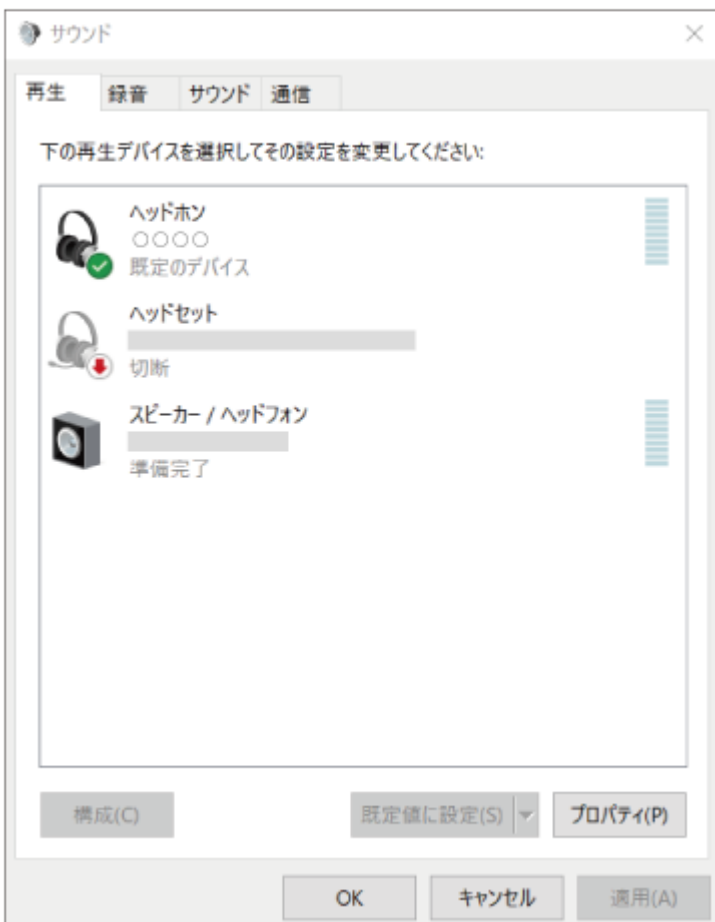 サウンド
再生 録音 サウンド 通信
下の再生デバイスを選択してその設定を変更してください:
ヘッドホン
○○○○
既定のデバイス
ヘッドセット
切断
スピーカー / ヘッドフォン
準備完了
構成(C) 既定値に設定(S) プロパティ(P)
OK キャンセル 適用(A)